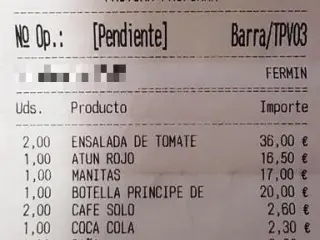 Nº Op.: [Pendiente] Barra/TPV03
FERMIN
Uds. Producto Importe
2,00 ENSALADA DE TOMATE 36,00 €
1,00 ATUN ROJO 16,50 €
1,00 MANITAS 17,00 €
1,00 BOTELLA PRINCIPE DE 20,00 €
2,00 CAFE SOLO 2,60 €
1,00 COCA COLA 2,30 €